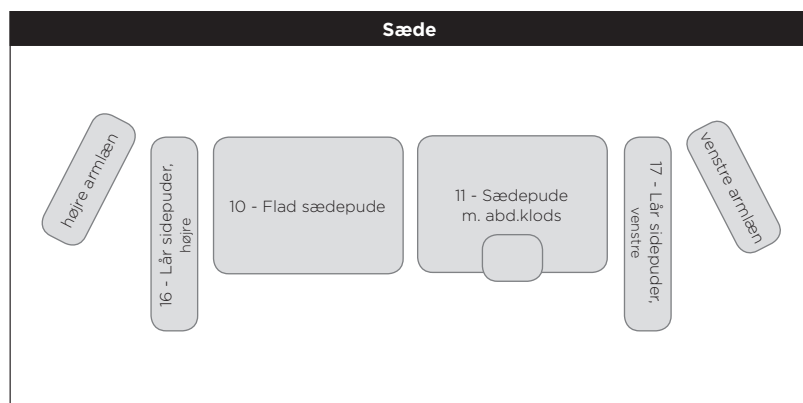 Sæde
højre armlæn
16 - Lår sidepuder,
højre
10 - Flad sædepude
11 - Sædepude
m. abd.klods
17 - Lår sidepuder,
venstre
venstre armlæn